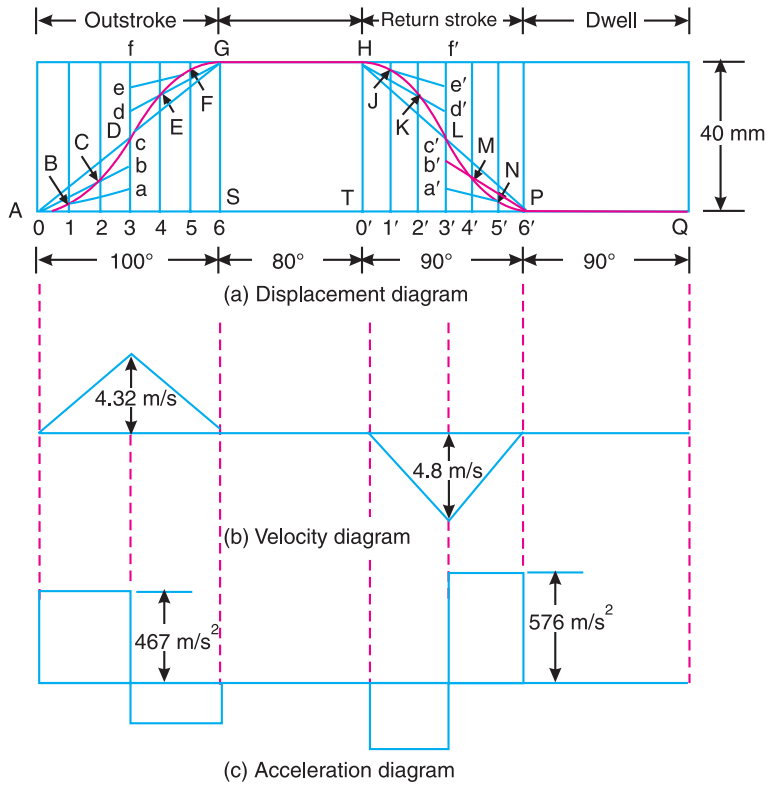 Outstroke Return stroke Dwell
f G H f′
e e′
d F J d′
D E K L 40 mm
C c c′ M
B b b′ N
a a′
A S T P
0 1 2 3 4 5 6 0′ 1′ 2′ 3′ 4′ 5′ 6′ Q
100° 80° 90° 90°
(a) Displacement diagram
4.32 m/s
4.8 m/s
(b) Velocity diagram
467 m/s²
576 m/s²
(c) Acceleration diagram